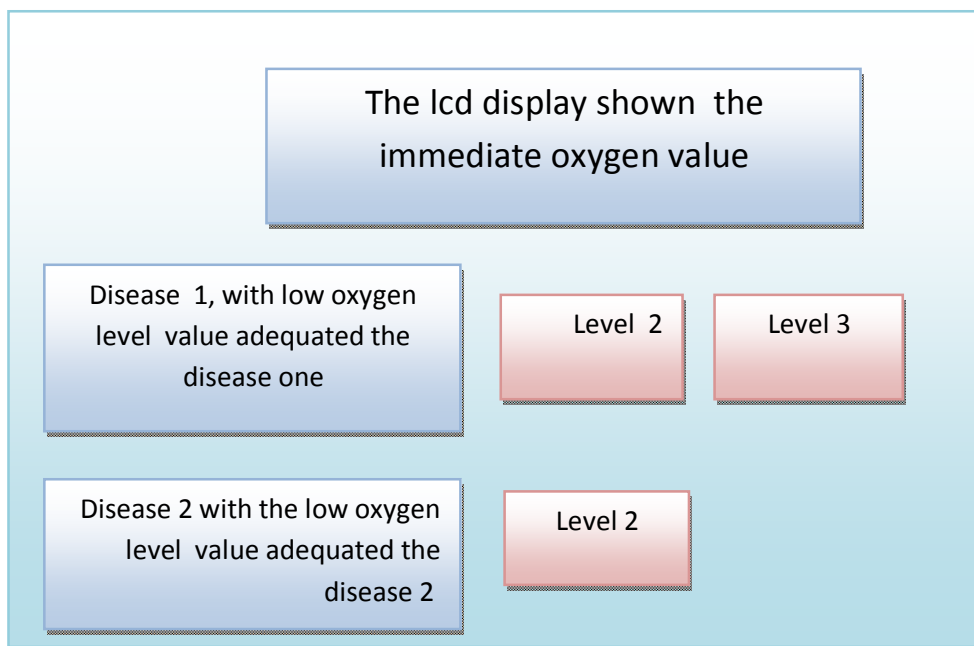 The lcd display shown  the
immediate oxygen value
Disease  1, with low oxygen
level  value adequated the
disease one
Level  2
Level 3
Disease 2 with the low oxygen
level  value adequated the
disease 2
Level 2